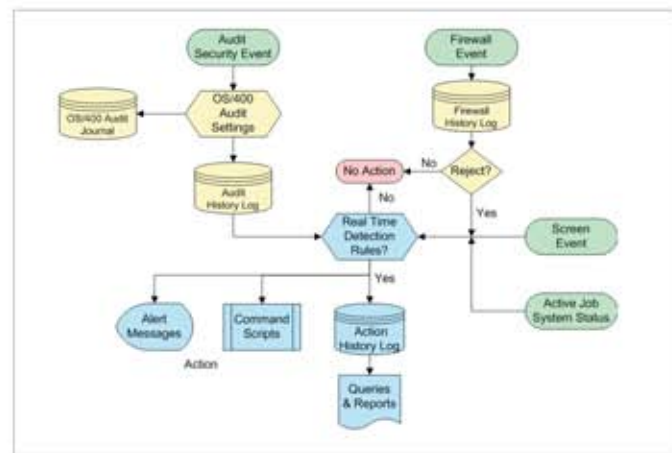 Audit
Security Event
Firewall
Event
OS/400 Audit
Journal
OS/400
Audit
Settings
Firewall
History Log
Audit
History Log
No Action
No
Reject?
No
Yes
Real Time
Detection
Rules?
Screen
Event
Yes
Active Job
System Status
Alert
Messages
Command
Scripts
Action
History Log
Action
Queries
& Reports